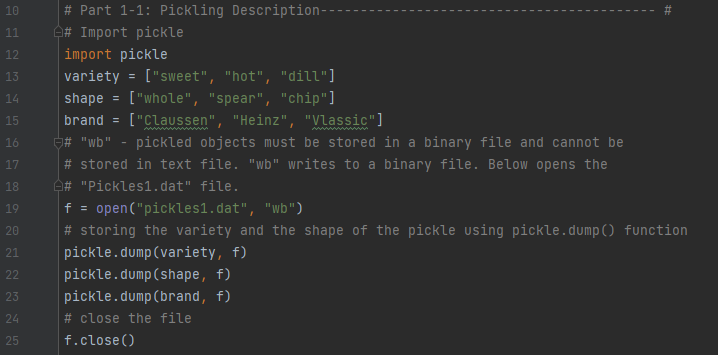 10 # Part 1-1: Pickling Description------------------------------------------ #
11 # Import pickle
12 import pickle
13 variety = ["sweet", "hot", "dill"]
14 shape = ["whole", "spear", "chip"]
15 brand = ["Claussen", "Heinz", "Vlassic"]
16 # "wb" - pickled objects must be stored in a binary file and cannot be
17 # stored in text file. "wb" writes to a binary file. Below opens the
18 # "Pickles1.dat" file.
19 f = open("pickles1.dat", "wb")
20 # storing the variety and the shape of the pickle using pickle.dump() function
21 pickle.dump(variety, f)
22 pickle.dump(shape, f)
23 pickle.dump(brand, f)
24 # close the file
25 f.close()